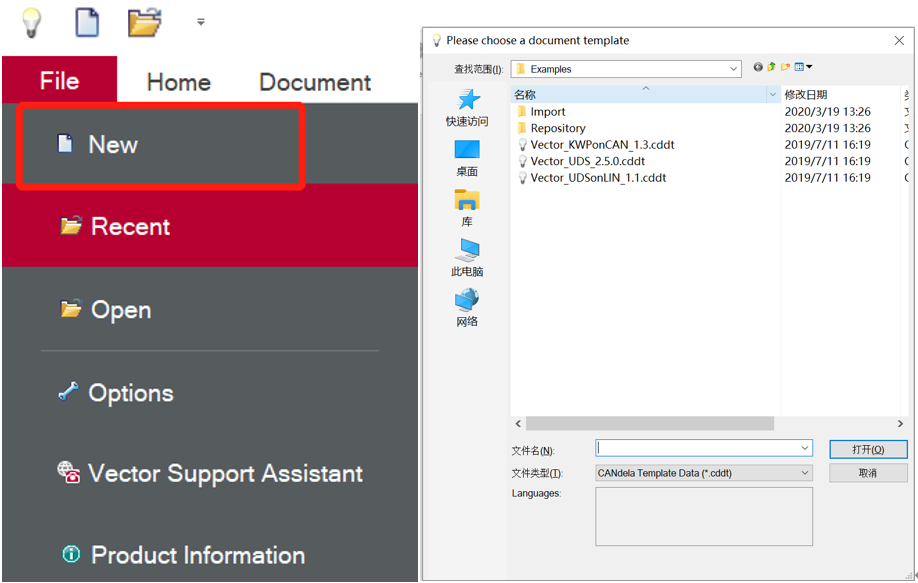 File Home Document
New
Recent
Open
Options
Vector Support Assistant
Product Information
Please choose a document template
查找范围(I): Examples
快速访问
桌面
库
此电脑
网络
名称 修改日期
Import 2020/3/19 13:26
Repository 2020/3/19 13:26
Vector_KWPonCAN_1.3.cddt 2019/7/11 16:19
Vector_UDS_2.5.0.cddt 2019/7/11 16:19
Vector_UDSonLIN_1.1.cddt 2019/7/11 16:19
文件名(N): 打开(O)
文件类型(T): CANdela Template Data (*.cddt) 取消
Languages: